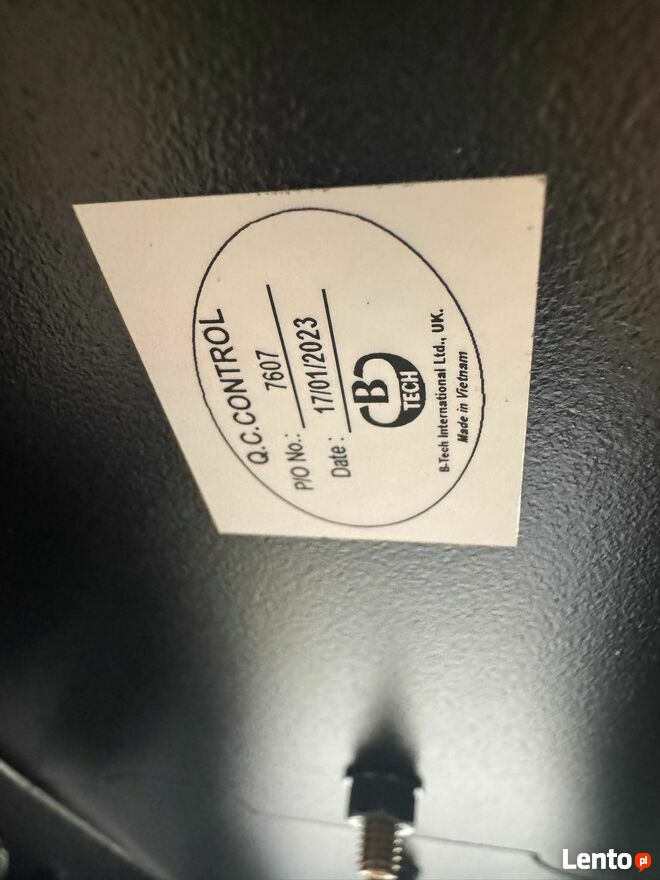 Q.C.CONTROL
P/O No.: 7607
Date: 17/01/2023
B
TECH
B-Tech International Ltd., UK.
Made in Vietnam
Lento.pl